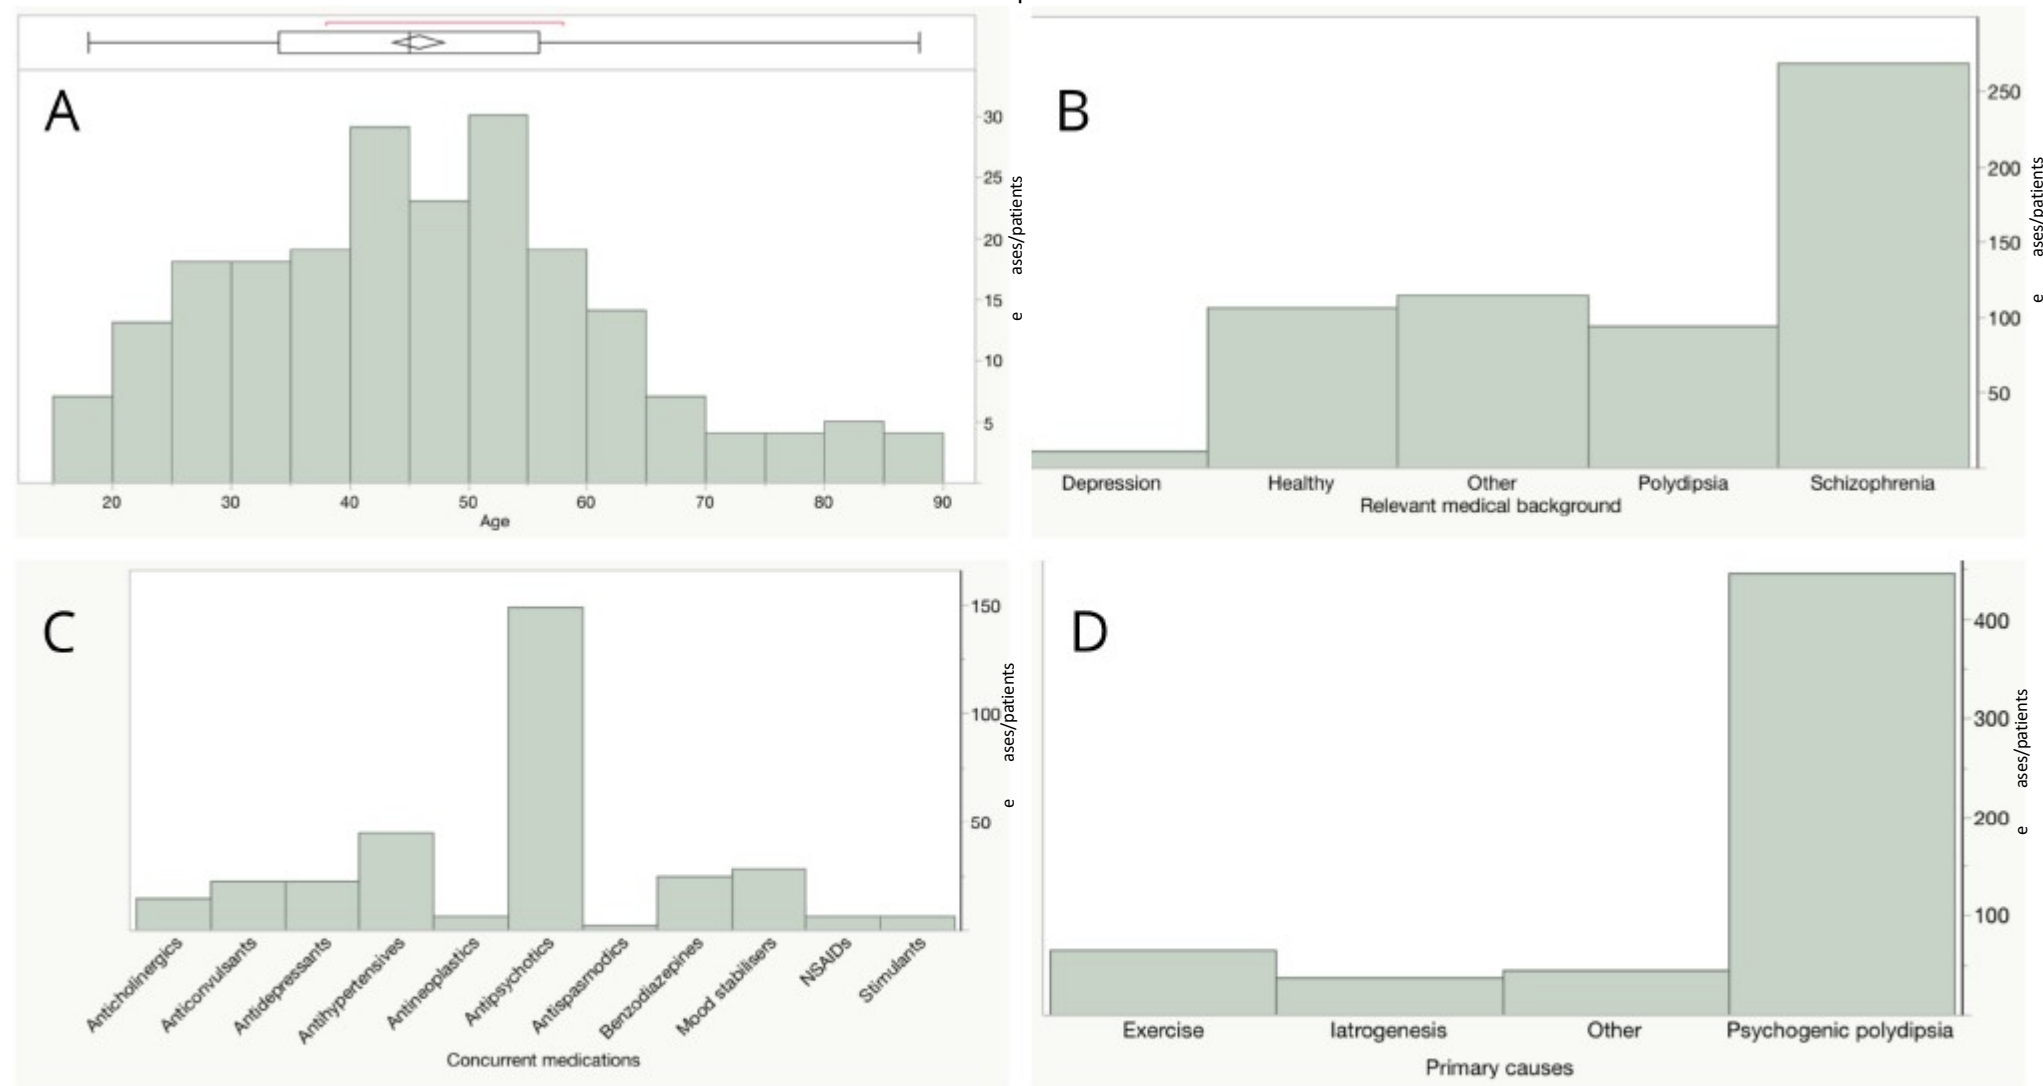 A
30
25
20
15
10
5
20 30 40 50 60 70 80 90
Age
ases/patients
e
B
250
200
150
100
50
Depression Healthy Other Polydipsia Schizophrenia
Relevant medical background
ases/patients
e
C
150
100
50
Anticholinergics Anticonvulsants Antidepressants Antihypertensives Antineoplastics Antipsychotics Antispasmodics Benzodiazepines Mood stabilisers NSAIDs Stimulants
Concurrent medications
ases/patients
e
D
400
300
200
100
Exercise Iatrogenesis Other Psychogenic polydipsia
Primary causes
ases/patients
e